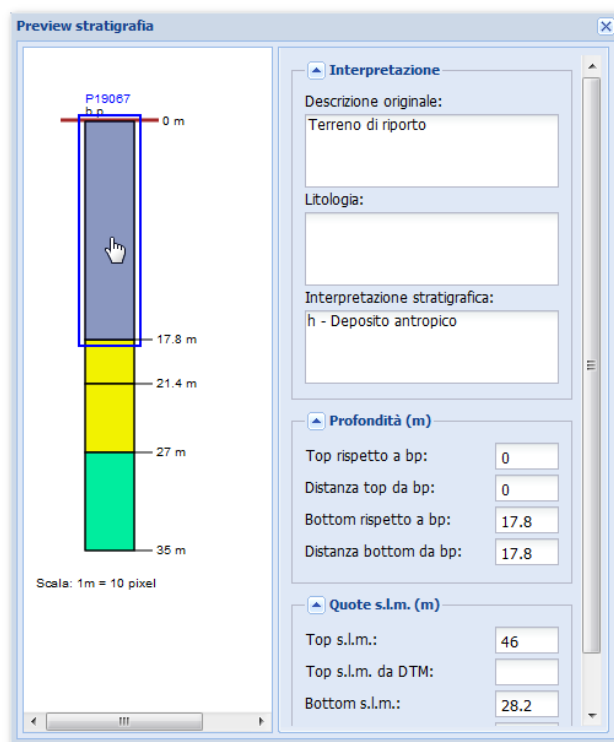 Preview stratigrafia
P19067
h p
0 m
17.8 m
21.4 m
27 m
35 m
Scala: 1m = 10 pixel
Interpretazione
Descrizione originale:
Terreno di riporto
Litologia:
Interpretazione stratigrafica:
h - Deposito antropico
Profondità (m)
Top rispetto a bp: 0
Distanza top da bp: 0
Bottom rispetto a bp: 17.8
Distanza bottom da bp: 17.8
Quote s.l.m. (m)
Top s.l.m.: 46
Top s.l.m. da DTM:
Bottom s.l.m.: 28.2